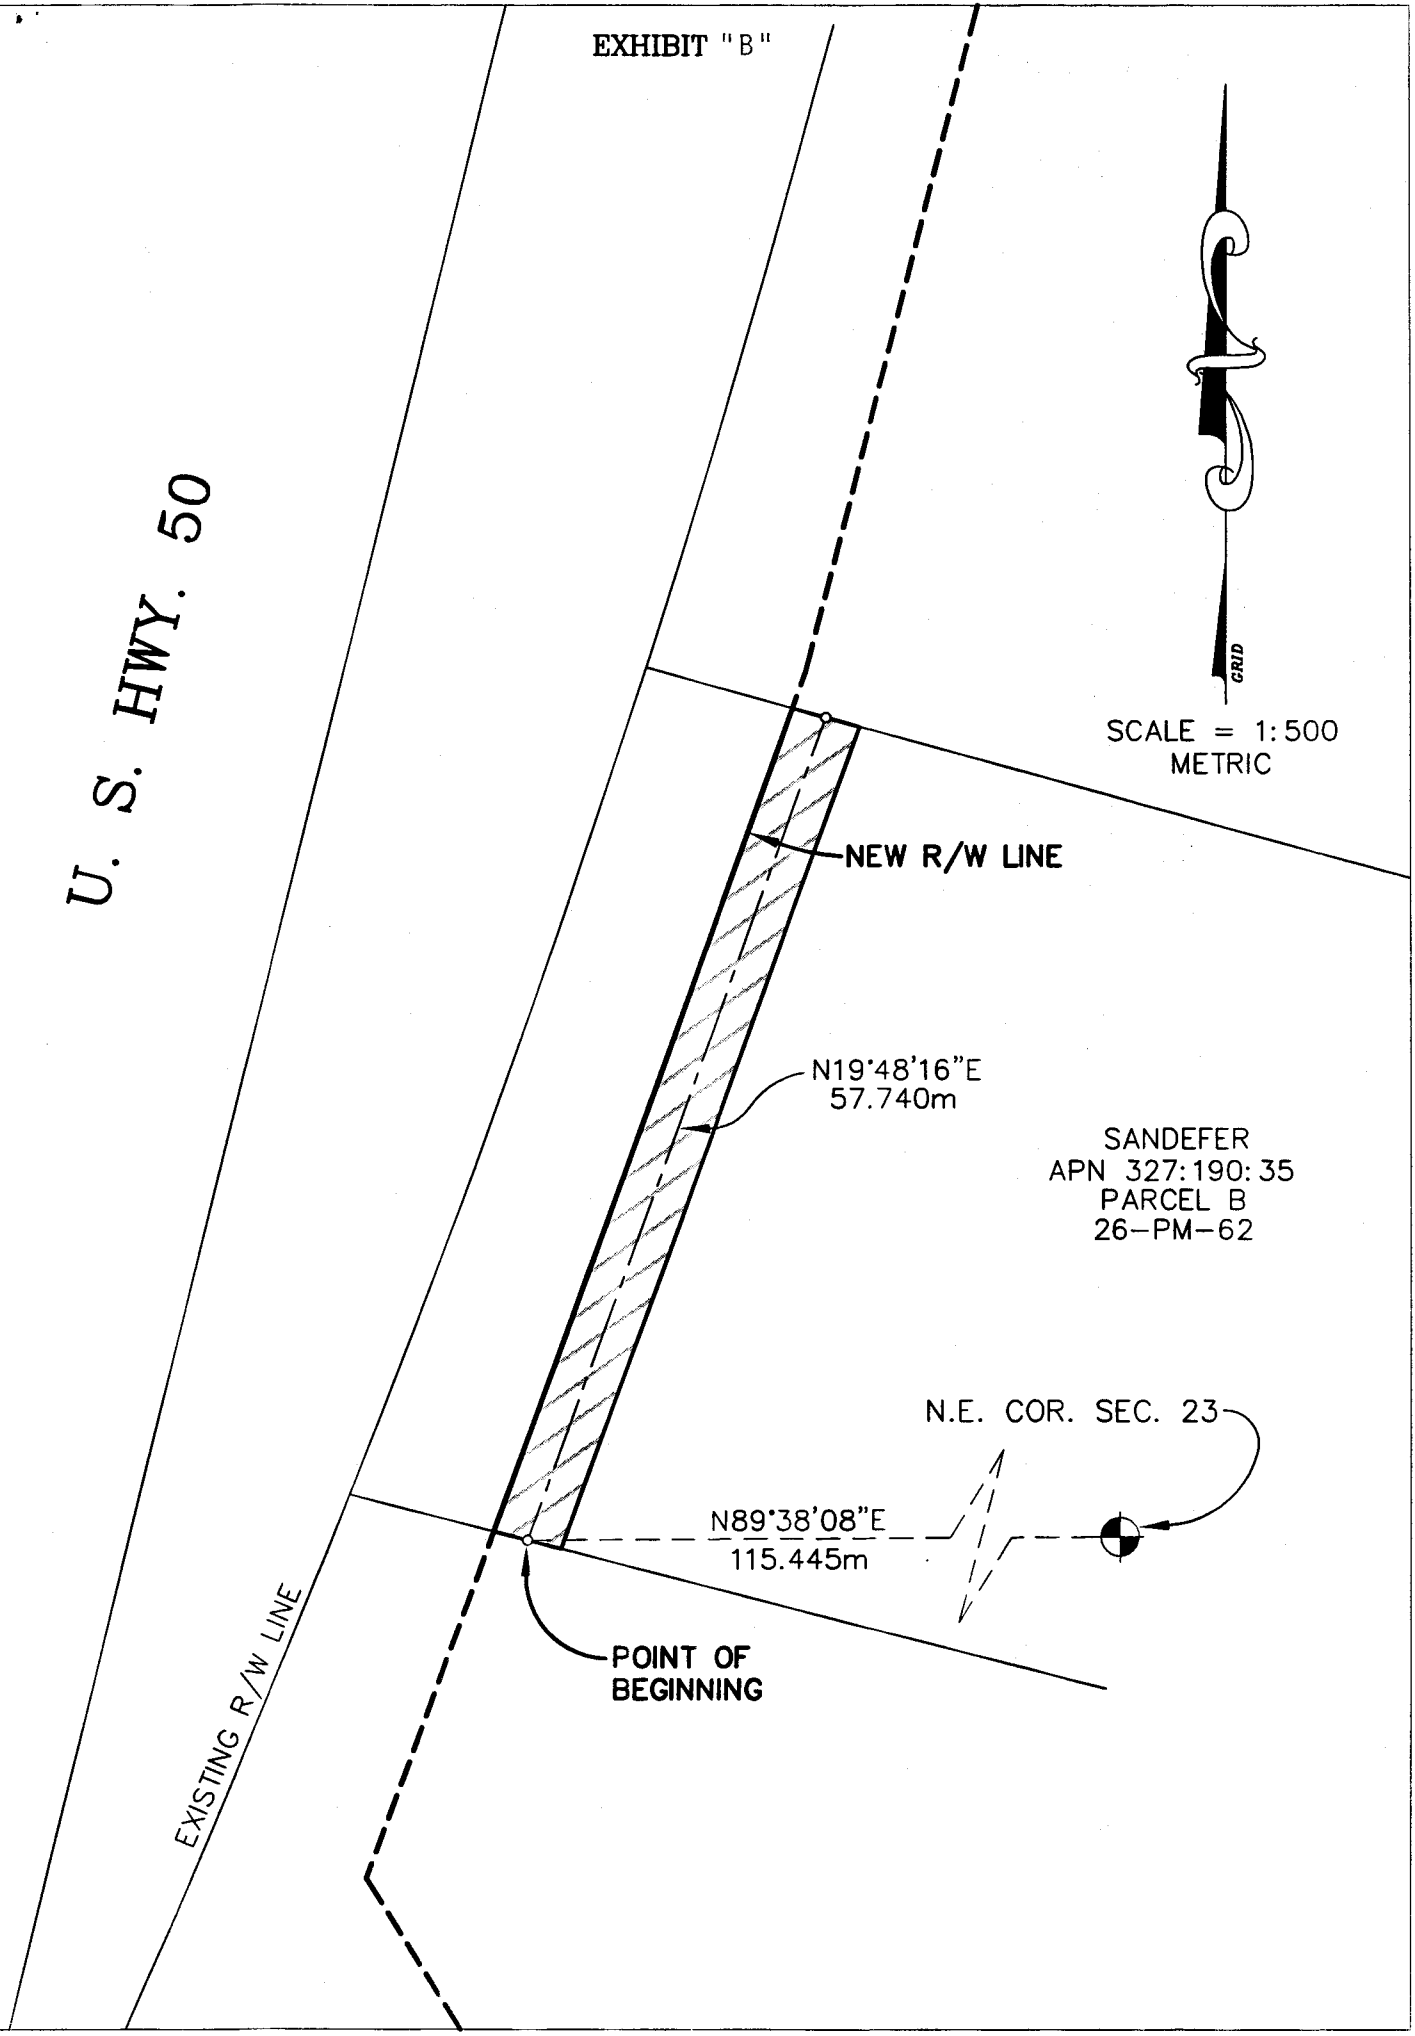 EXHIBIT "B"
U. S. HWY. 50
GRID
SCALE = 1:500
METRIC
NEW R/W LINE
N19°48'16"E
57.740m
SANDEFER
APN 327:190:35
PARCEL B
26-PM-62
N.E. COR. SEC. 23
N89°38'08"E
115.445m
POINT OF
BEGINNING
EXISTING R/W LINE